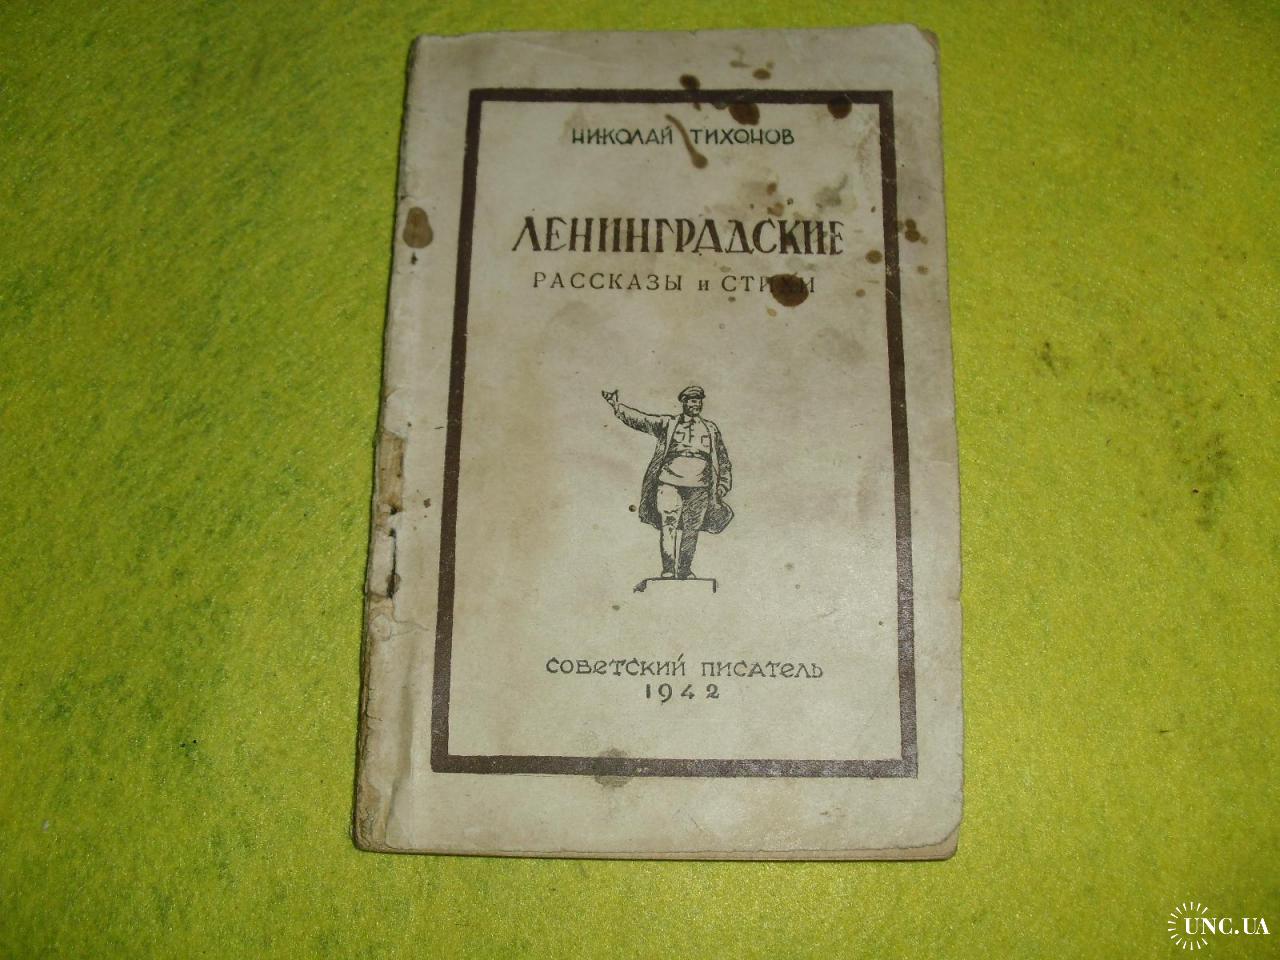 НИКОЛАЙ ТИХОНОВ
ЛЕНИНГРАДСКИЕ
РАССКАЗЫ и СТИХИ
СОВЕТСКИЙ ПИСАТЕЛЬ
1942
UNC.UA